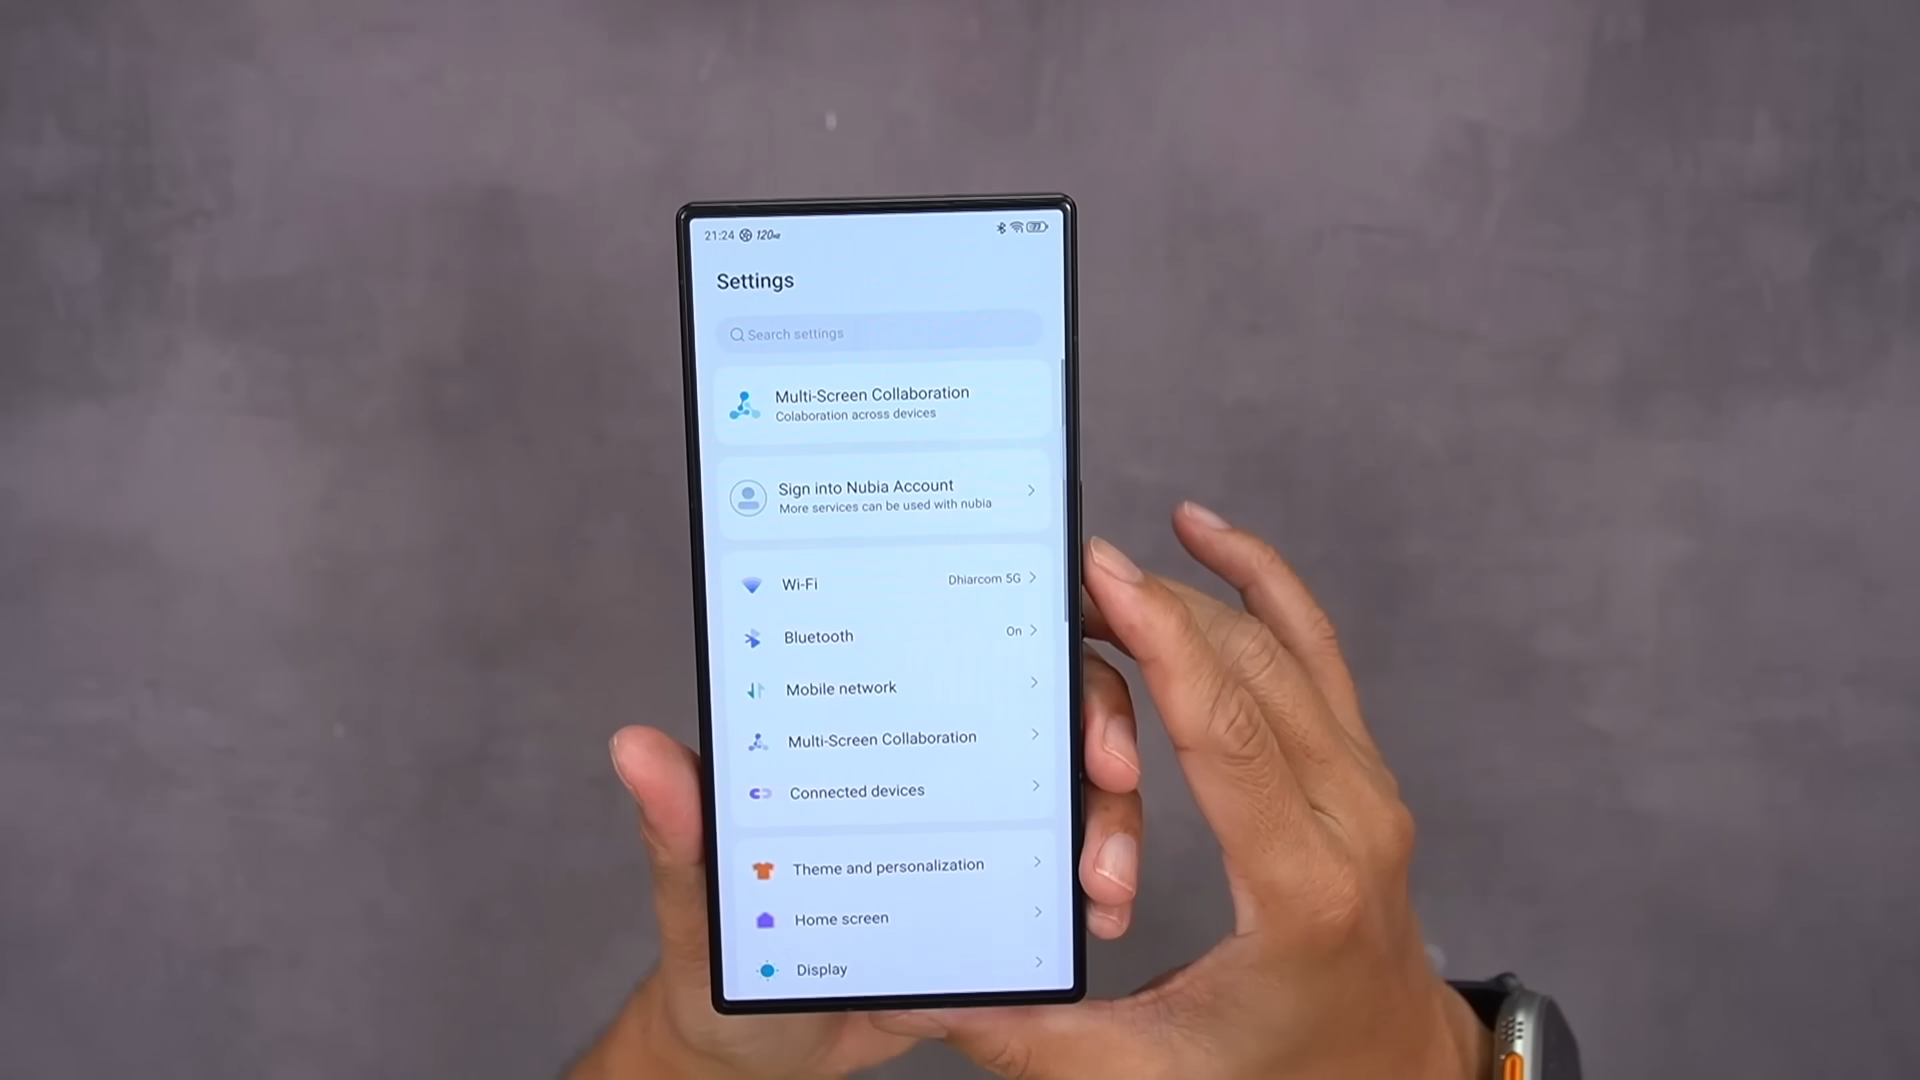 21:24 120Hz
77
Settings
Search settings
Multi-Screen Collaboration
Colaboration across devices
Sign into Nubia Account
More services can be used with nubia
Wi-Fi Dhiarcom 5G
Bluetooth On
Mobile network
Multi-Screen Collaboration
Connected devices
Theme and personalization
Home screen
Display